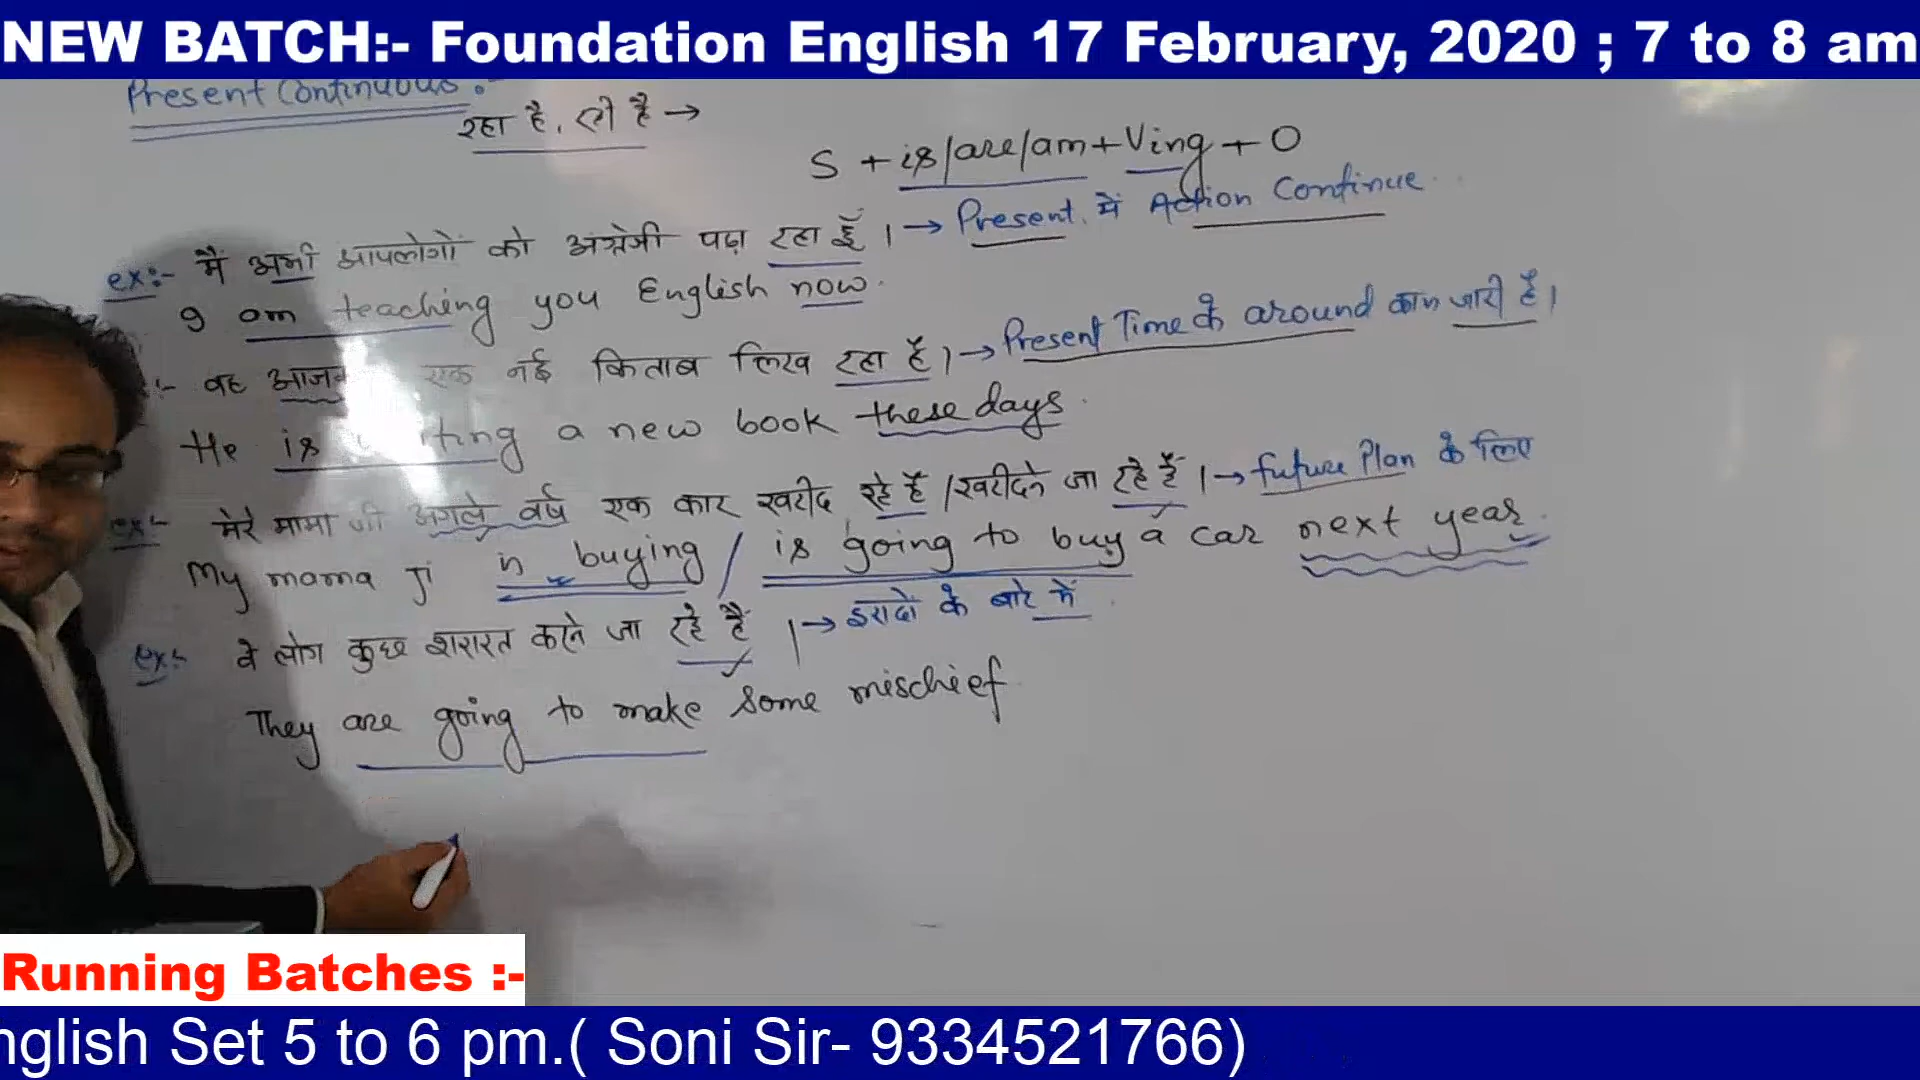 NEW BATCH:- Foundation English 17 February, 2020 ; 7 to 8 am
Present Continuous :-
रहा है, रही है →
S + is/are/am + Ving + O
ex:- मैं अभी आपलोगों को अंग्रेजी पढ़ा रहा हूँ । → Present में Action Continue
I am teaching you English now.
:- वह एक नई किताब लिख रहा है । → Present Time के around काम जारी है ।
He is a new book these days.
ex:- मेरे मामा जी अगले वर्ष एक कार खरीद रहे हैं / खरीदने जा रहे हैं । → future Plan के लिए
My mama Ji is buying / is going to buy a car next year.
ex:- वे लोग कुछ शरारत करने जा रहे हैं । → इरादों के बारे में
They are going to make some mischief
Running Batches :-
nglish Set 5 to 6 pm.( Soni Sir- 9334521766)